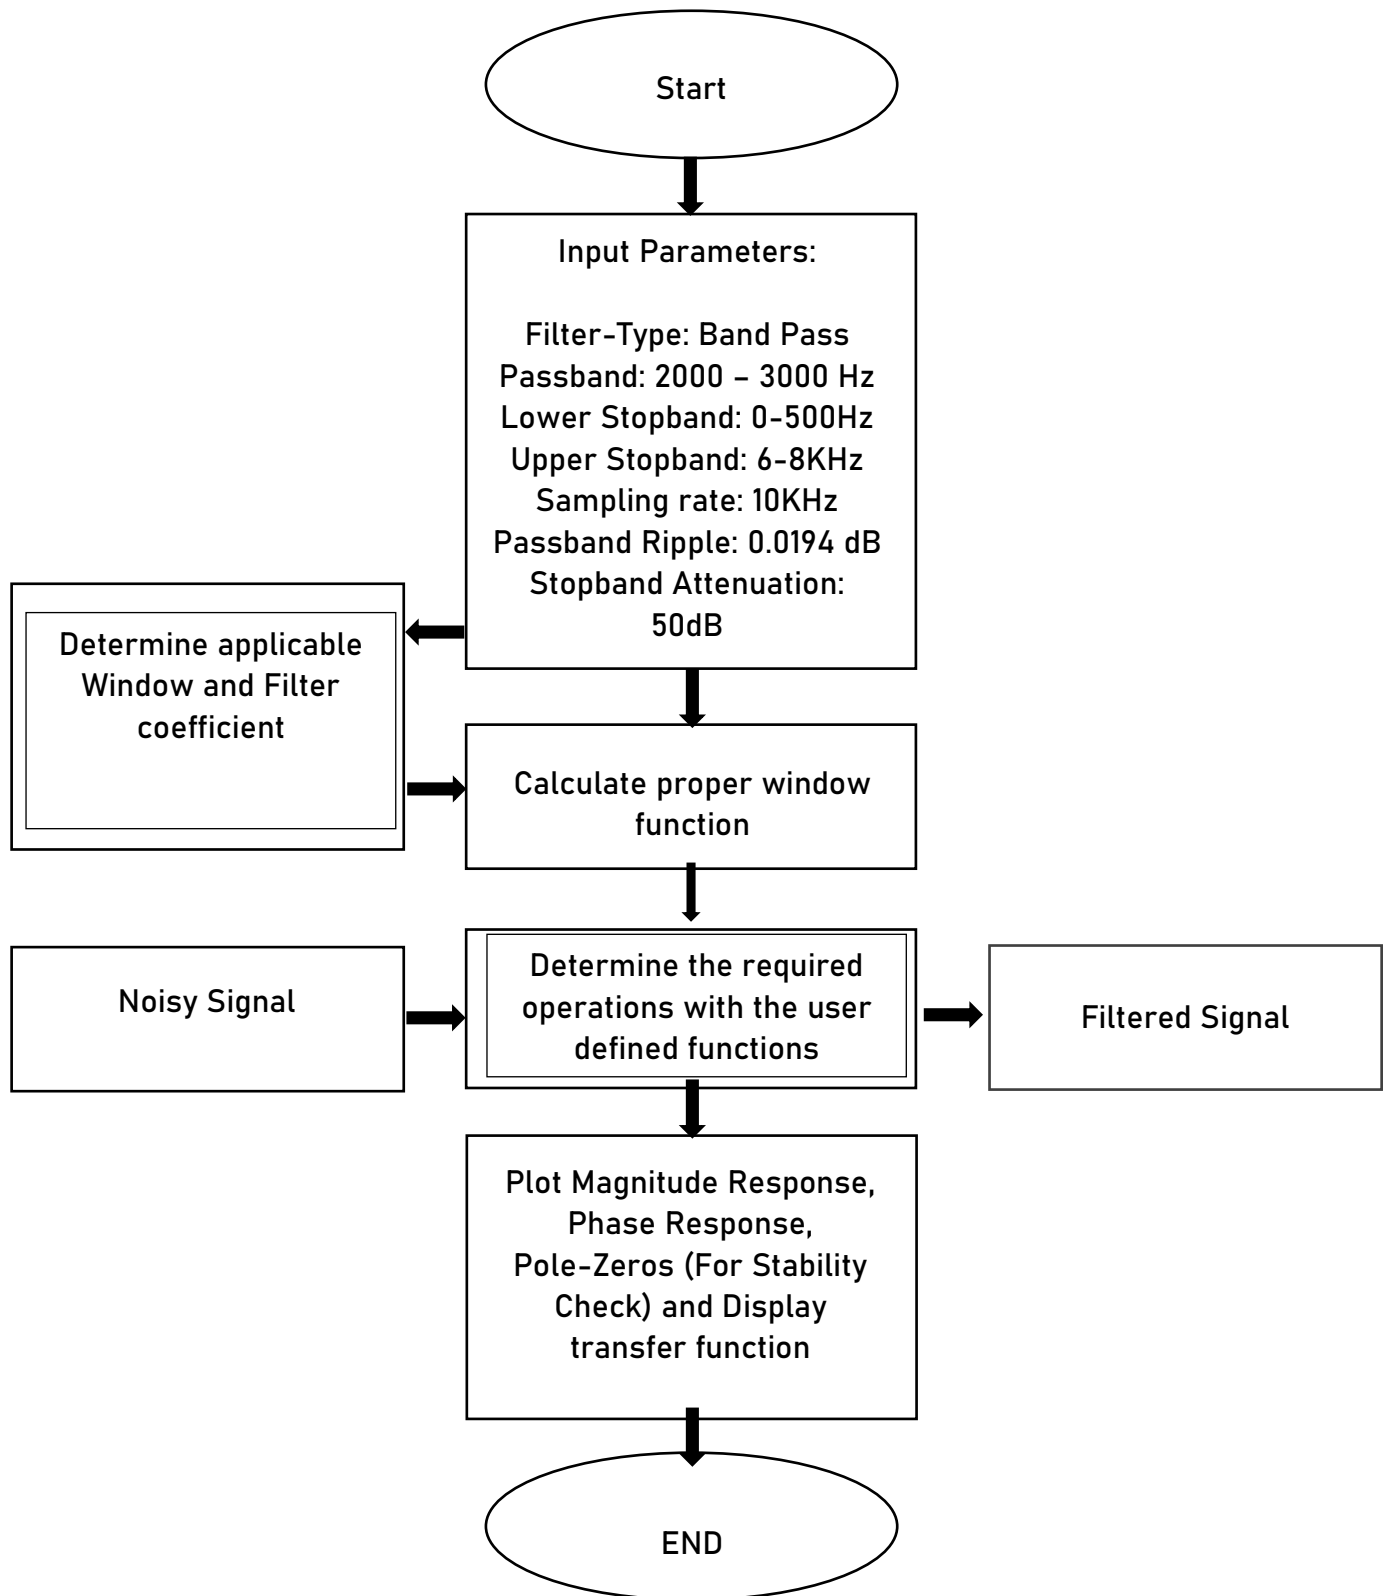 Start
Input Parameters:
Filter-Type: Band Pass
Passband: 2000 – 3000 Hz
Lower Stopband: 0-500Hz
Upper Stopband: 6-8KHz
Sampling rate: 10KHz
Passband Ripple: 0.0194 dB
Stopband Attenuation:
50dB
Determine applicable
Window and Filter
coefficient
Calculate proper window
function
Noisy Signal
Determine the required
operations with the user
defined functions
Filtered Signal
Plot Magnitude Response,
Phase Response,
Pole-Zeros (For Stability
Check) and Display
transfer function
END